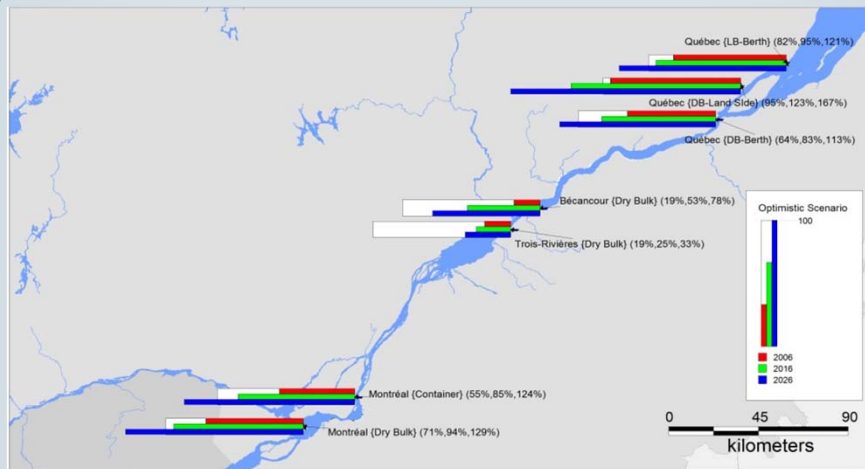 Québec {LB-Berth} (82%,95%,121%)
Québec {DB-Land SIde} (95%,123%,167%)
Québec {DB-Berth} (64%,83%,113%)
Bécancour {Dry Bulk} (19%,53%,78%)
Trois-Rivières {Dry Bulk} (19%,25%,33%)
Montréal {Container} (55%,85%,124%)
Montréal {Dry Bulk} (71%,94%,129%)
Optimistic Scenario
100
2006
2016
2026
0 45 90
kilometers